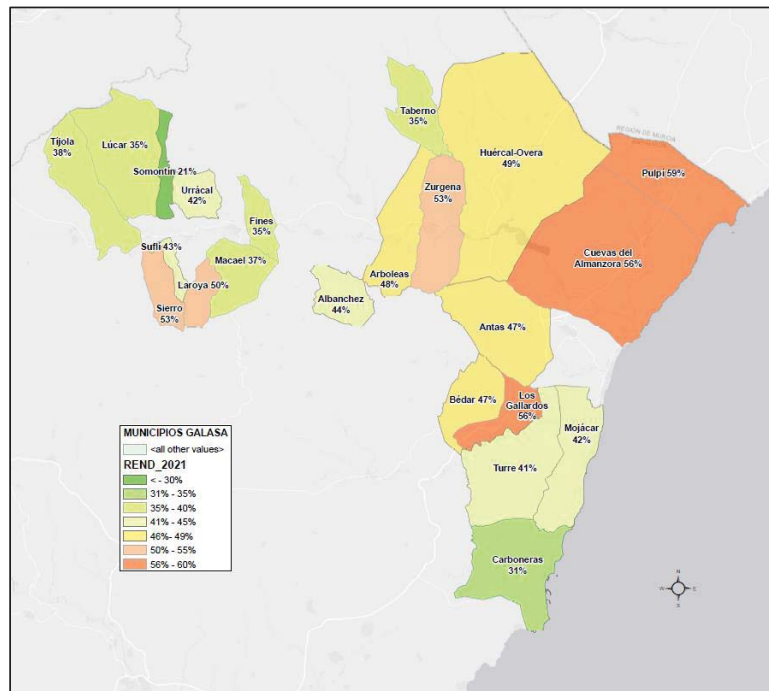 Taberno
35%
REGIÓN DE MURCIA
Tíjola
38%
Lúcar 35%
Huércal-Overa
49%
Somontín 21%
Pulpí 59%
Urrácal
42%
Zurgena
53%
Fines
35%
Suflí 43%
Macael 37%
Cuevas del
Almanzora 56%
Laroya 50%
Arboleas
48%
Albanchez
44%
Sierro
53%
Antas 47%
Bédar 47%
Los
Gallardos
56%
Mojácar
42%
Turre 41%
Carboneras
31%
MUNICIPIOS GALASA
<all other values>
REND_2021
< - 30%
31% - 35%
35% - 40%
41% - 45%
46%- 49%
50% - 55%
56% - 60%
N
W
E
S